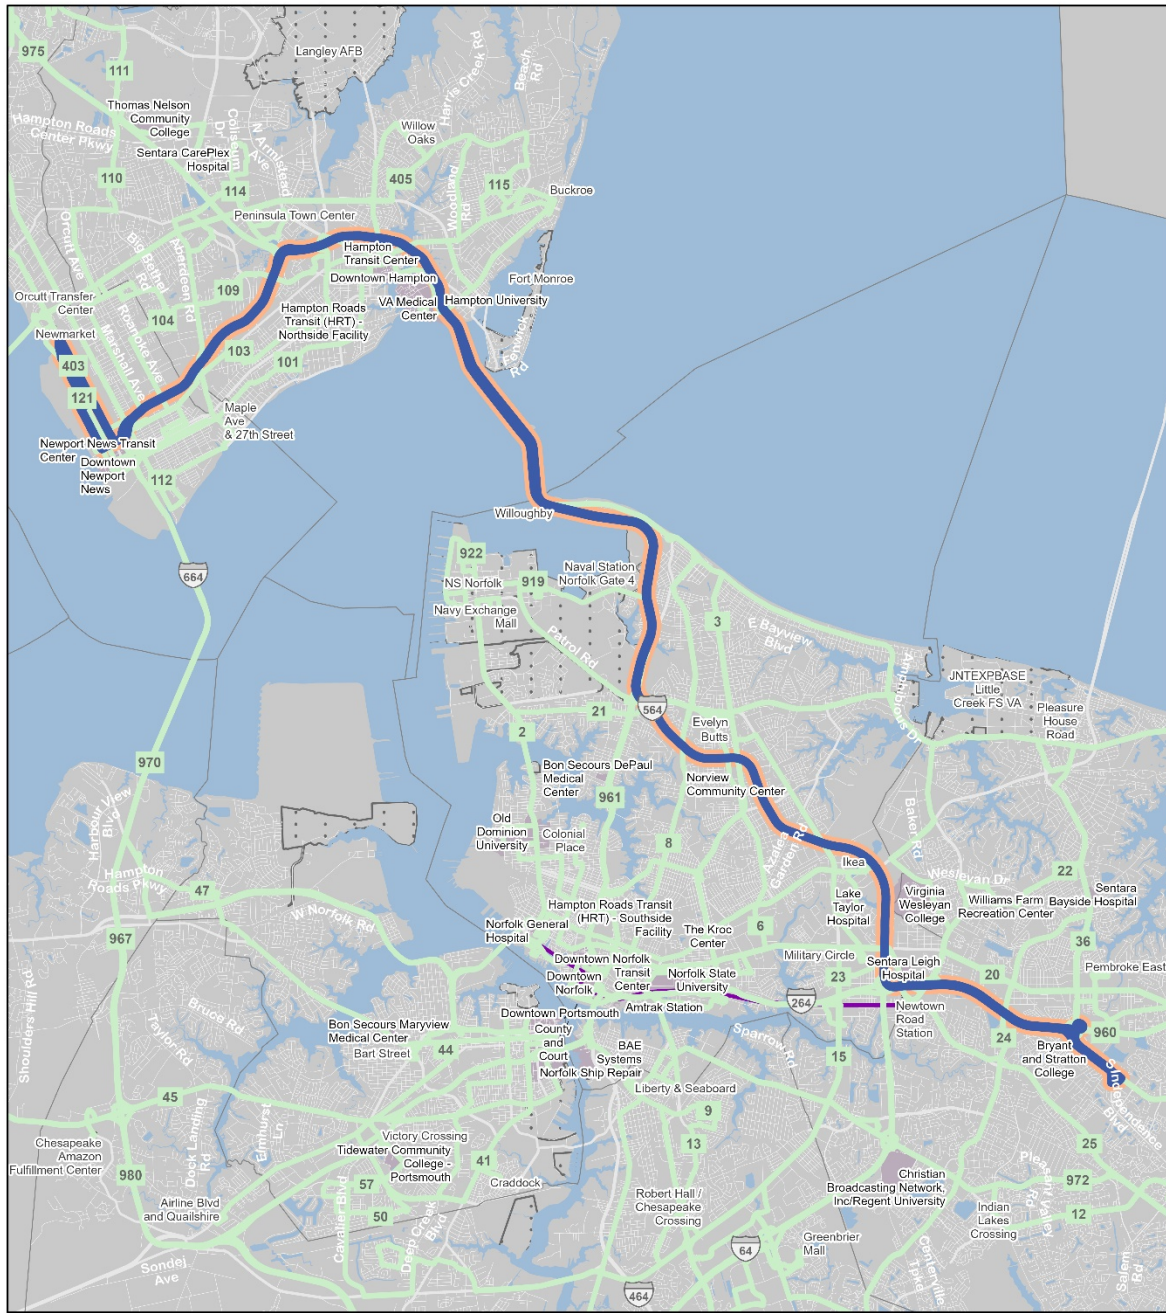 Langley AFB
975
111
Harris Creek Rd
Beach
Rd
Thomas Nelson
Community
College
Hampton Roads
Center Pkwy
Coliseum
Dr
N Armistead
Ave
Willow
Oaks
Sentara CarePlex
Hospital
110
114
405
115
Woodland
Rd
Buckroe
Peninsula Town Center
Orcutt Ave
Big Bethel
Rd
Aberdeen Rd
Hampton
Transit Center
Downtown Hampton
Fort Monroe
109
VA Medical
Center
Hampton University
Orcutt Transfer
Center
Hampton Roads
Transit (HRT) -
Northside Facility
104
Newmarket
Roanoke Ave
Marshall Ave
103
101
Fenwick
Rd
403
121
Maple
Ave
& 27th Street
Newport News Transit
Center
Downtown
Newport
News
112
Willoughby
664
922
919
Naval Station
Norfolk Gate 4
NS Norfolk
Navy Exchange
Mall
3
E Bayview
Blvd
Patrol Rd
JNTEXPBASE
Little
Creek FS VA
Pleasure
House
Road
564
21
2
Evelyn
Butts
970
Bon Secours DePaul
Medical
Center
Norview
Community Center
961
Harbour View
Blvd
Old
Dominion
University
Colonial
Place
8
Azalea
Garden Rd
Baker Rd
Ikea
Hampton
Roads Pkwy
47
Wesleyan Dr
22
Lake
Taylor
Hospital
Virginia
Wesleyan
College
Williams Farm
Recreation Center
Sentara
Bayside Hospital
W Norfolk Rd
Hampton Roads Transit
(HRT) - Southside
Facility
Norfolk General
Hospital
The Kroc
Center
6
967
36
Military Circle
Downtown Norfolk
Transit
Center
Sentara Leigh
Hospital
Pembroke East
Downtown
Norfolk
Norfolk State
University
23
20
264
Shoulders Hill Rd
Downtown Portsmouth
Amtrak Station
Newtown
Road
Station
Bruce Rd
Taylor Rd
Bon Secours Maryview
Medical Center
Bart Street
County
and
Court
Sparrow Rd
960
24
44
BAE
Systems
Norfolk Ship Repair
15
Bryant
and Stratton
College
S Independence
Blvd
Liberty & Seaboard
45
9
Dock Landing
Rd
Elmhurst
Ln
Chesapeake
Amazon
Fulfillment Center
Victory Crossing
Tidewater Community
College -
Portsmouth
41
13
25
980
57
Craddock
Christian
Broadcasting Network,
Inc/Regent University
Pleasant Valley
Rd
972
Airline Blvd
and Quailshire
50
Cavalier Blvd
Deep Creek
Blvd
Robert Hall /
Chesapeake
Crossing
12
Indian
Lakes
Crossing
Greenbrier
Mall
64
Sondej
Ave
Centerville
Tpke
Salem
Rd
464